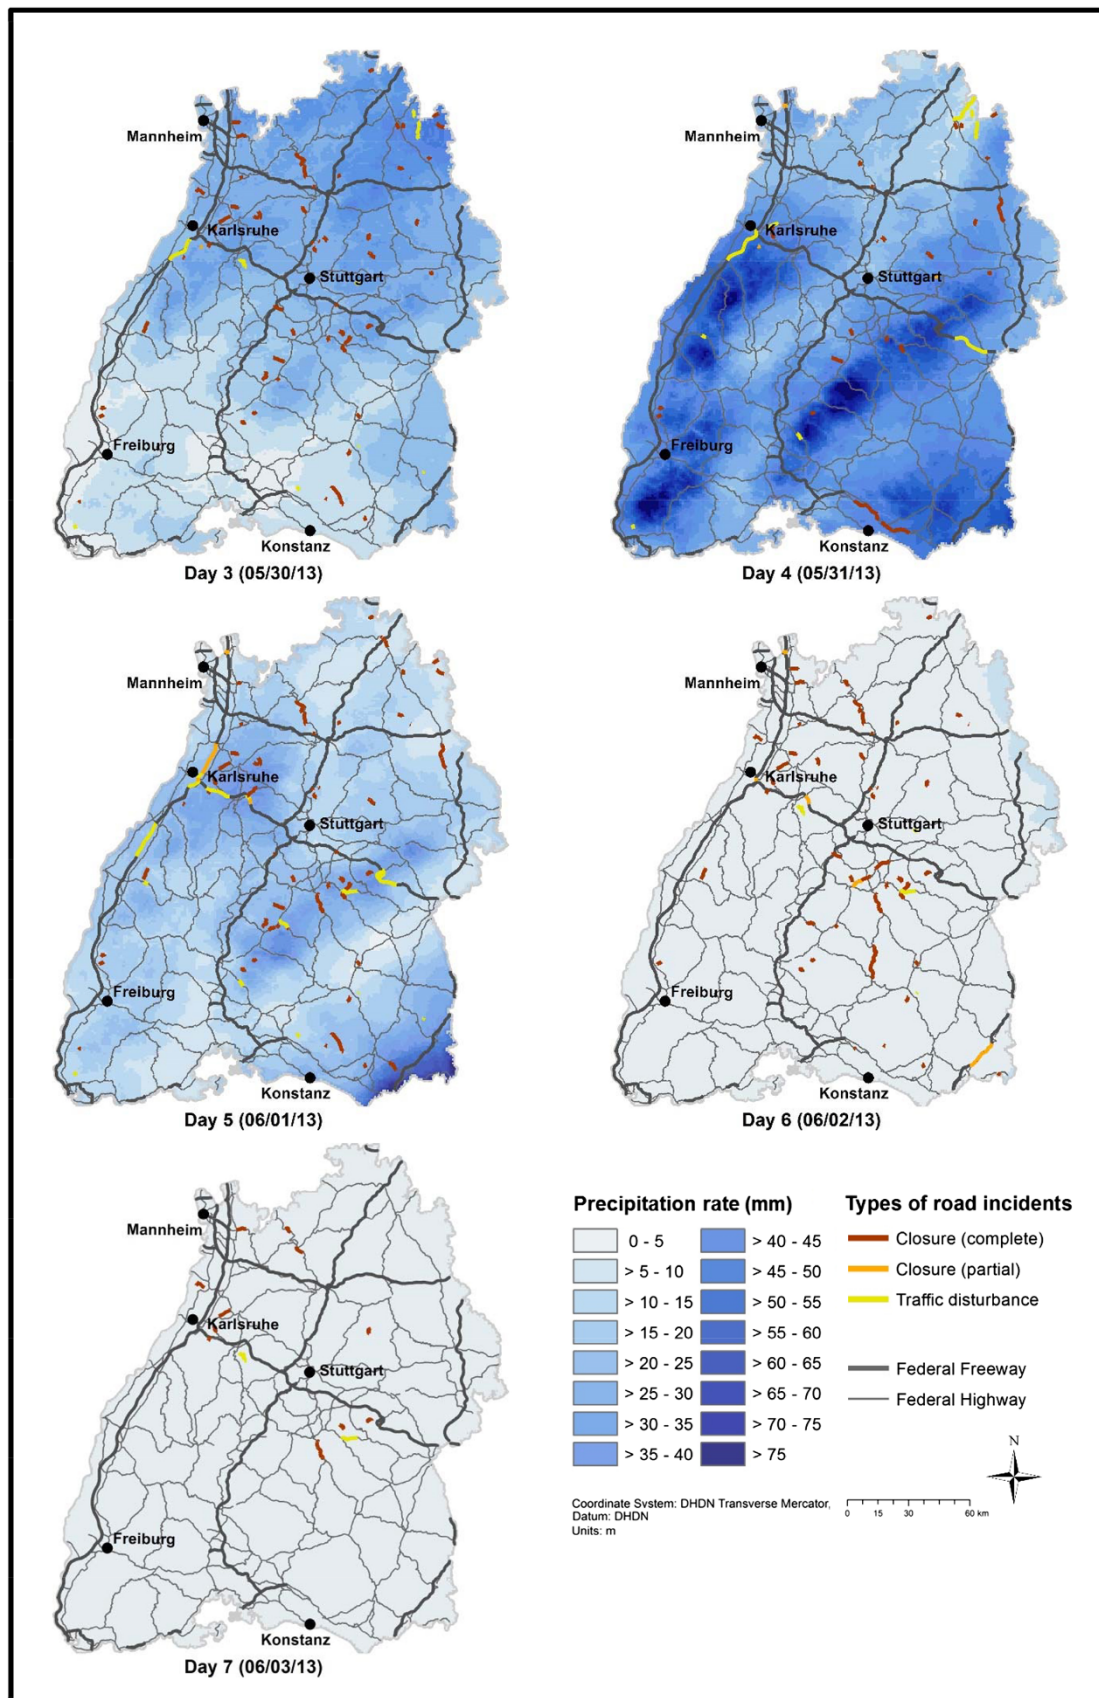 Mannheim
Karlsruhe
Stuttgart
Freiburg
Konstanz
Day 3 (05/30/13)
Mannheim
Karlsruhe
Stuttgart
Freiburg
Konstanz
Day 4 (05/31/13)
Mannheim
Karlsruhe
Stuttgart
Freiburg
Konstanz
Day 5 (06/01/13)
Mannheim
Karlsruhe
Stuttgart
Freiburg
Konstanz
Day 6 (06/02/13)
Mannheim
Karlsruhe
Stuttgart
Freiburg
Konstanz
Day 7 (06/03/13)
Precipitation rate (mm)
0 - 5
> 5 - 10
> 10 - 15
> 15 - 20
> 20 - 25
> 25 - 30
> 30 - 35
> 35 - 40
> 40 - 45
> 45 - 50
> 50 - 55
> 55 - 60
> 60 - 65
> 65 - 70
> 70 - 75
> 75
Types of road incidents
Closure (complete)
Closure (partial)
Traffic disturbance
Federal Freeway
Federal Highway
N
Coordinate System: DHDN Transverse Mercator,
Datum: DHDN
Units: m
0 15 30 60 km